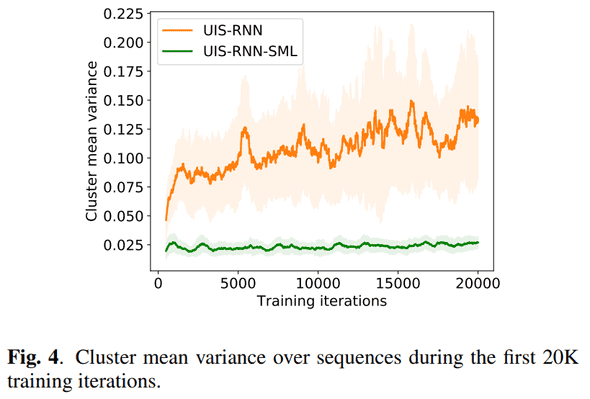 0.225
0.200
0.175
0.150
0.125
0.100
0.075
0.050
0.025
Cluster mean variance
UIS-RNN
UIS-RNN-SML
0 5000 10000 15000 20000
Training iterations
Fig. 4. Cluster mean variance over sequences during the first 20K
training iterations.